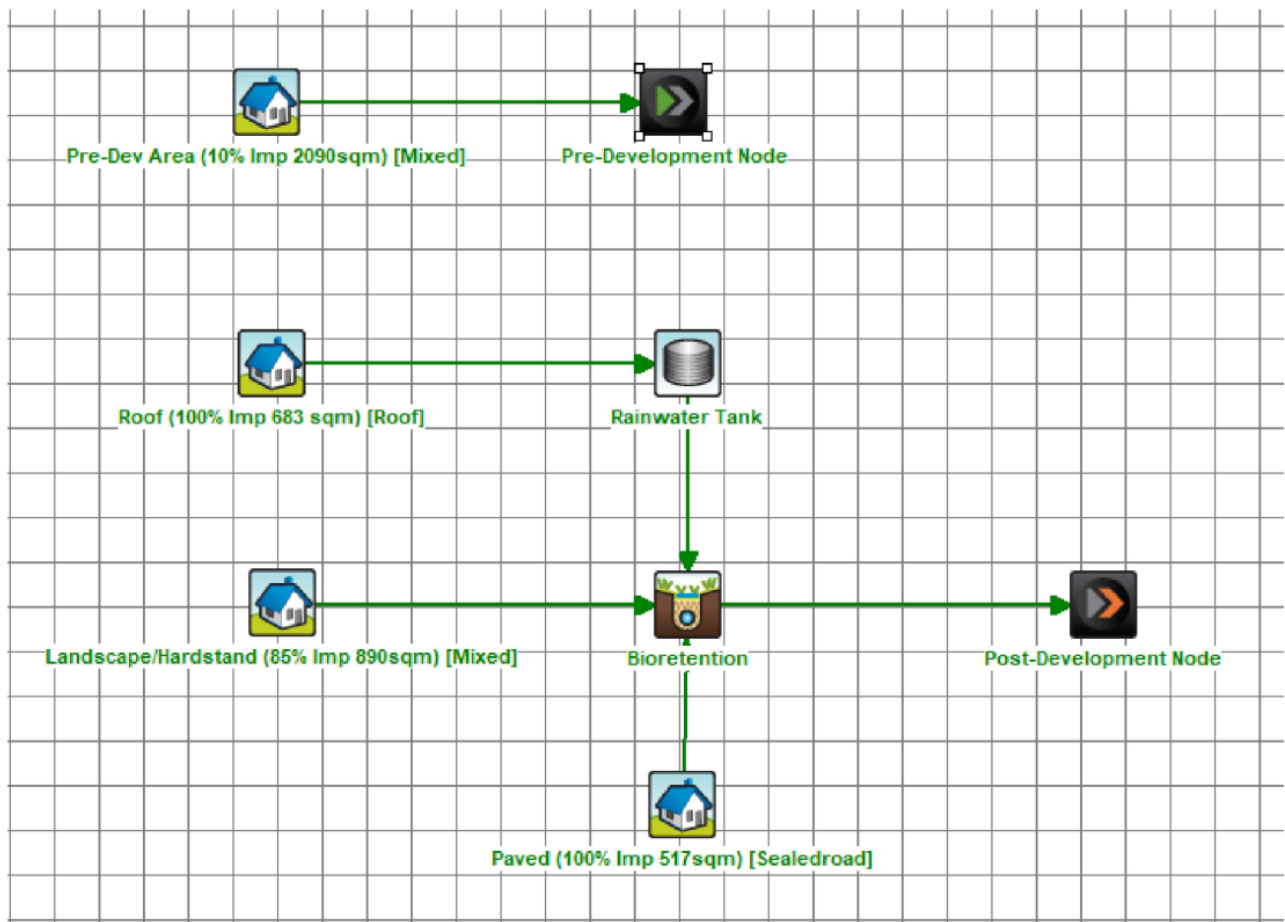 Pre-Dev Area (10% Imp 2090sqm) [Mixed]
Pre-Development Node
Roof (100% Imp 683 sqm) [Roof]
Rainwater Tank
Landscape/Hardstand (85% Imp 890sqm) [Mixed]
Bioretention
Post-Development Node
Paved (100% Imp 517sqm) [Sealedroad]